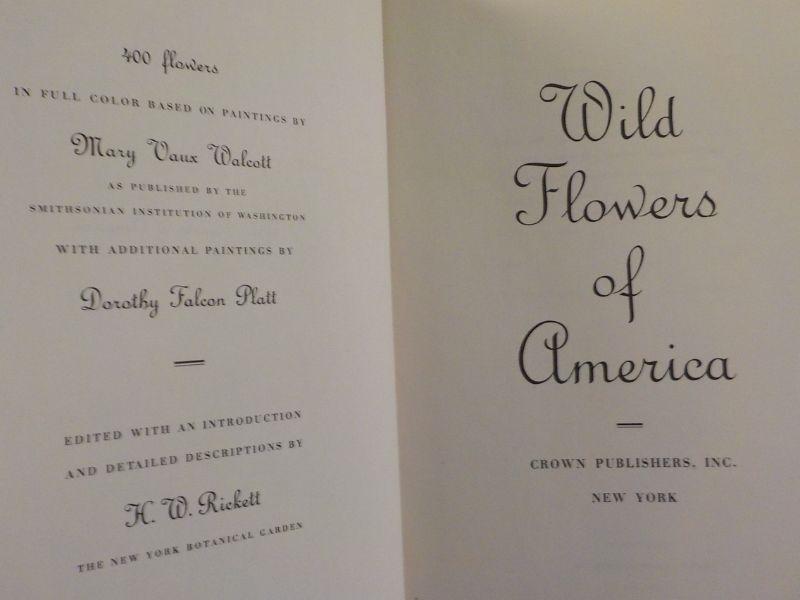 400 flowers
IN FULL COLOR BASED ON PAINTINGS BY
Mary Vaux Walcott
AS PUBLISHED BY THE
SMITHSONIAN INSTITUTION OF WASHINGTON
WITH ADDITIONAL PAINTINGS BY
Dorothy Falcon Platt
EDITED WITH AN INTRODUCTION
AND DETAILED DESCRIPTIONS BY
H. W. Rickett
THE NEW YORK BOTANICAL GARDEN
Wild
Flowers
of
America
CROWN PUBLISHERS, INC.
NEW YORK